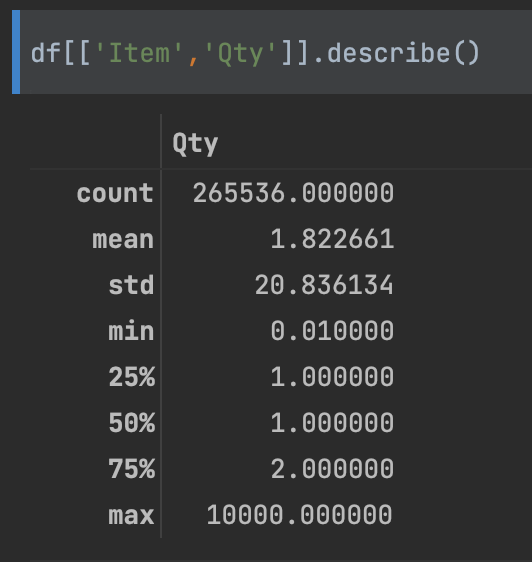 df[['Item','Qty']].describe()
Qty
count 265536.000000
mean 1.822661
std 20.836134
min 0.010000
25% 1.000000
50% 1.000000
75% 2.000000
max 10000.000000